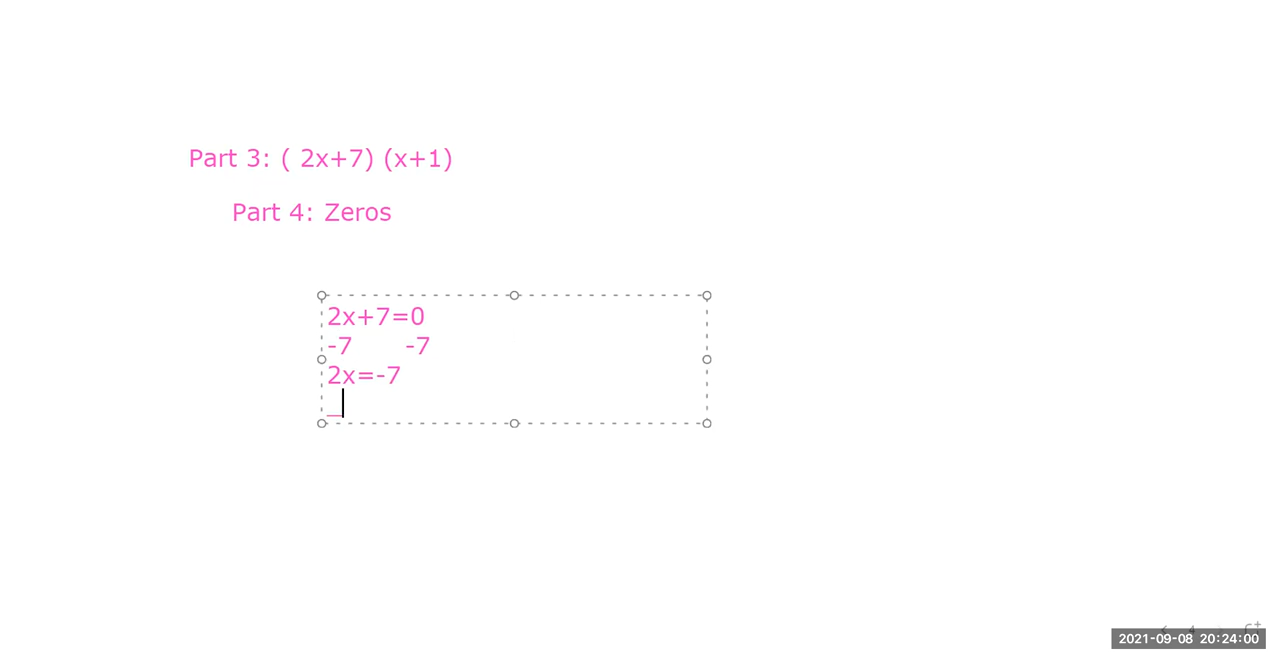 Part 3: ( 2x+7) (x+1)
Part 4: Zeros
2x+7=0
-7 -7
2x=-7
_
2021-09-08 20:24:00